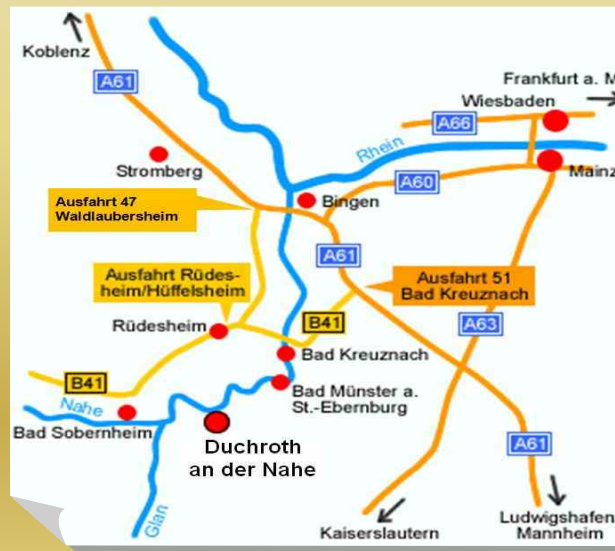 Koblenz
A61
Frankfurt a. M
Wiesbaden
A66
Rhein
Mainz
Stromberg
A60
Bingen
Ausfahrt 47
Waldlaubersheim
A61
Ausfahrt Rüdes-
heim/Hüffelsheim
Ausfahrt 51
Bad Kreuznach
Rüdesheim
B41
A63
Bad Kreuznach
B41
Bad Münster a.
St.-Ebernburg
Nahe
Bad Sobernheim
Duchroth
an der Nahe
A61
Glan
Kaiserslautern
Ludwigshafen
Mannheim